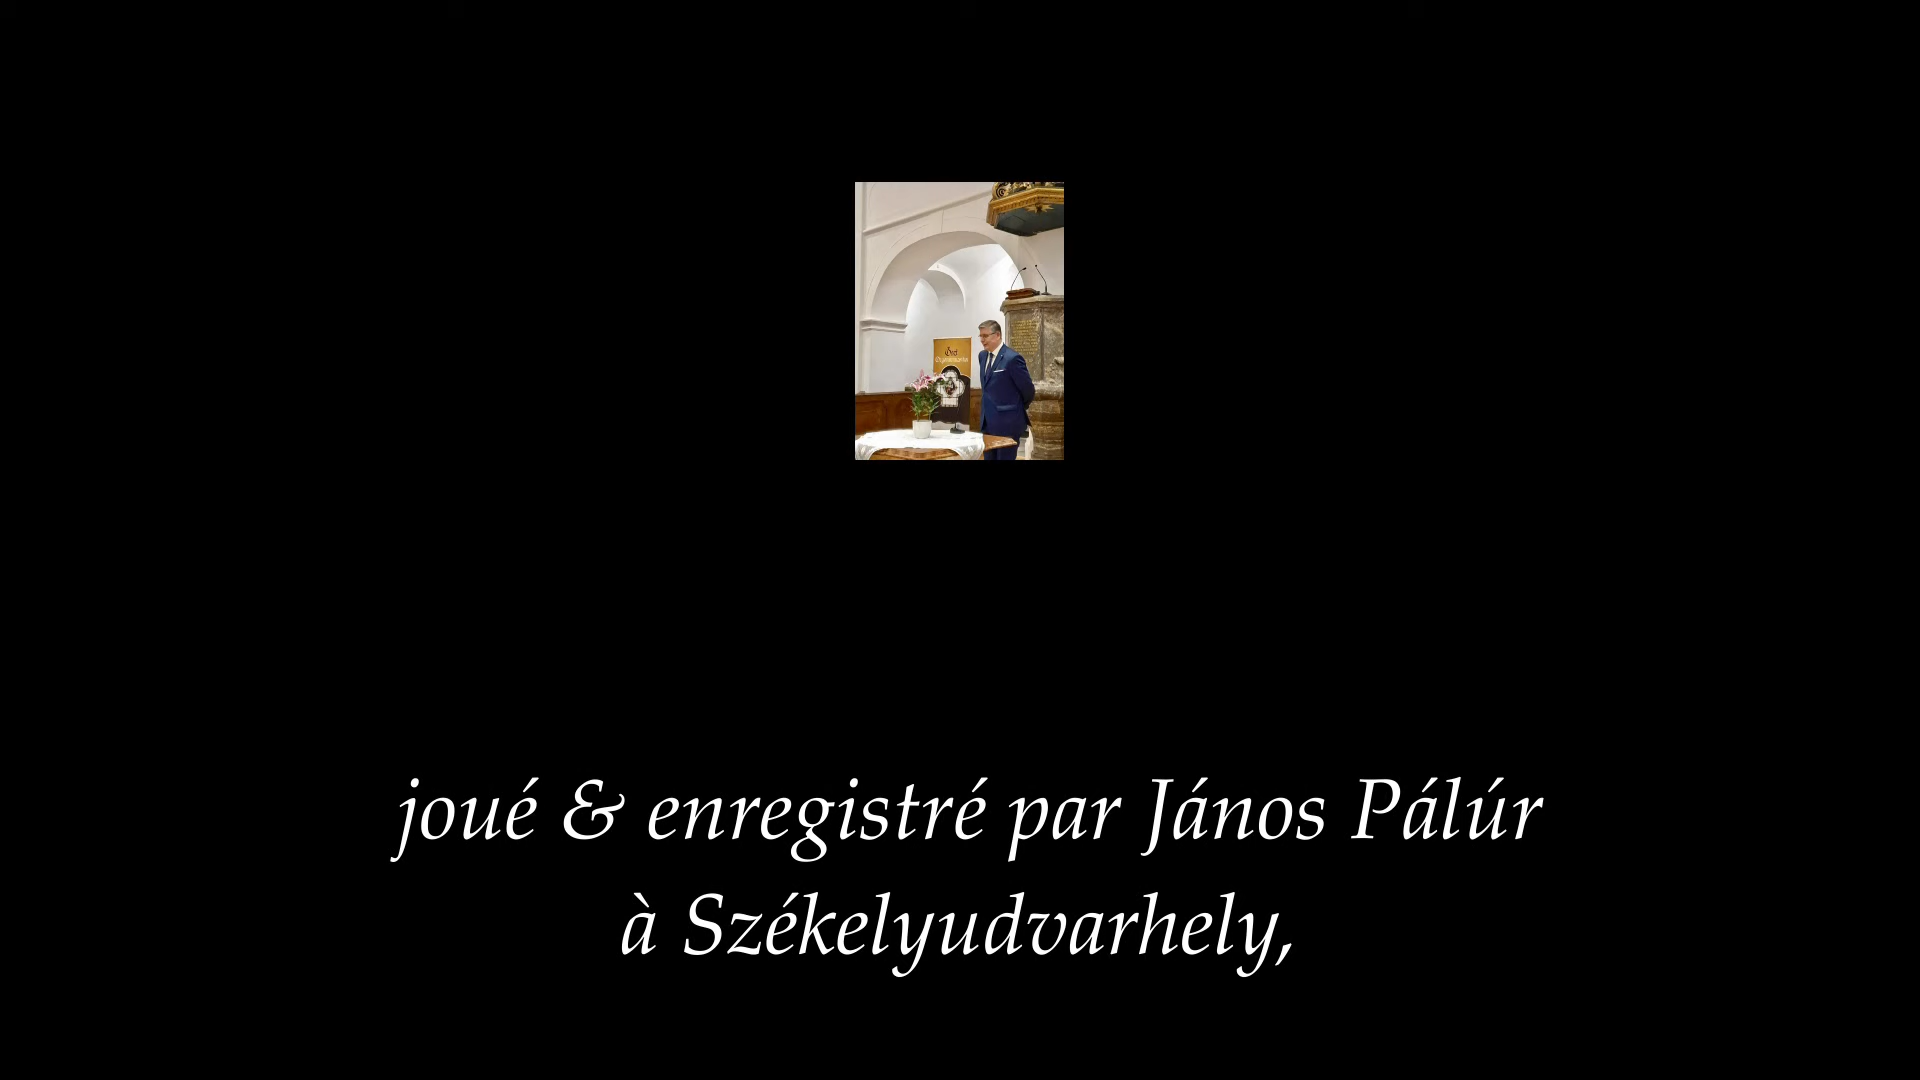 joué & enregistré par János Pálúr
à Székelyudvarhely,